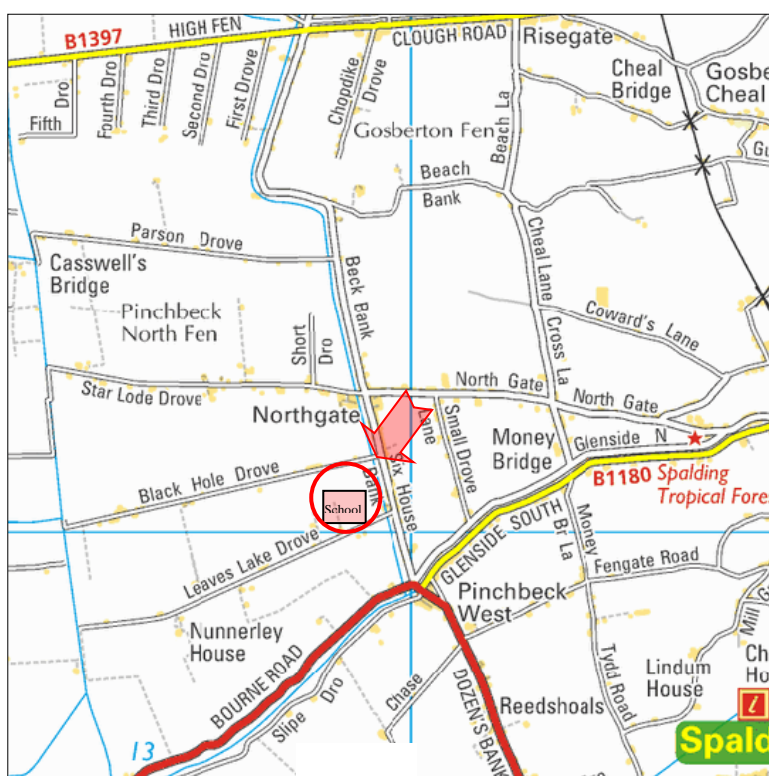 B1397
HIGH FEN
CLOUGH ROAD
Risegate
Fifth
Dro
Fourth Dro
Third Dro
Second Dro
First Drove
Chopdike
Drove
Gosberton Fen
Beach La
Cheal
Bridge
Gosbe
Cheal
Gu
Beach
Bank
Parson Drove
Casswell's
Bridge
Beck Bank
Cheal Lane
Pinchbeck
North Fen
Short
Dro
Coward's Lane
Cross La
Star Lode Drove
Northgate
North Gate
North Gate
Lane
Small Drove
Money
Bridge
Glenside N
B1180
Spalding
Tropical Fores
Black Hole Drove
Six House
Bank
School
GLENSIDE SOUTH
Money
Br La
Leaves Lake Drove
Fengate Road
Pinchbeck
West
Nunnerley
House
Mill G
BOURNE ROAD
Slipe Dro
Chase
DOZEN'S BANK
Reedshoals
Tydd Road
Lindum
House
Ch
Ho
i
13
Spald